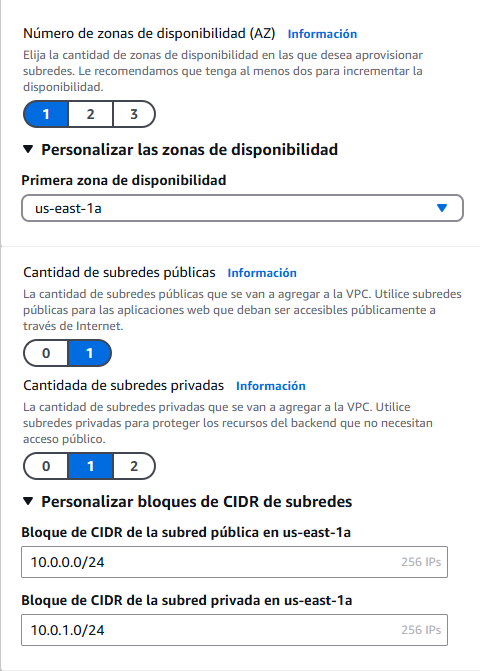 Número de zonas de disponibilidad (AZ) Información
Elija la cantidad de zonas de disponibilidad en las que desea aprovisionar
subredes. Le recomendamos que tenga al menos dos para incrementar la
disponibilidad.
1 2 3
Personalizar las zonas de disponibilidad
Primera zona de disponibilidad
us-east-1a
Cantidad de subredes públicas Información
La cantidad de subredes públicas que se van a agregar a la VPC. Utilice subredes
públicas para las aplicaciones web que deban ser accesibles públicamente a
través de Internet.
0 1
Cantidada de subredes privadas Información
La cantidad de subredes privadas que se van a agregar a la VPC. Utilice
subredes privadas para proteger los recursos del backend que no necesitan
acceso público.
0 1 2
Personalizar bloques de CIDR de subredes
Bloque de CIDR de la subred pública en us-east-1a
10.0.0.0/24 256 IPs
Bloque de CIDR de la subred privada en us-east-1a
10.0.1.0/24 256 IPs